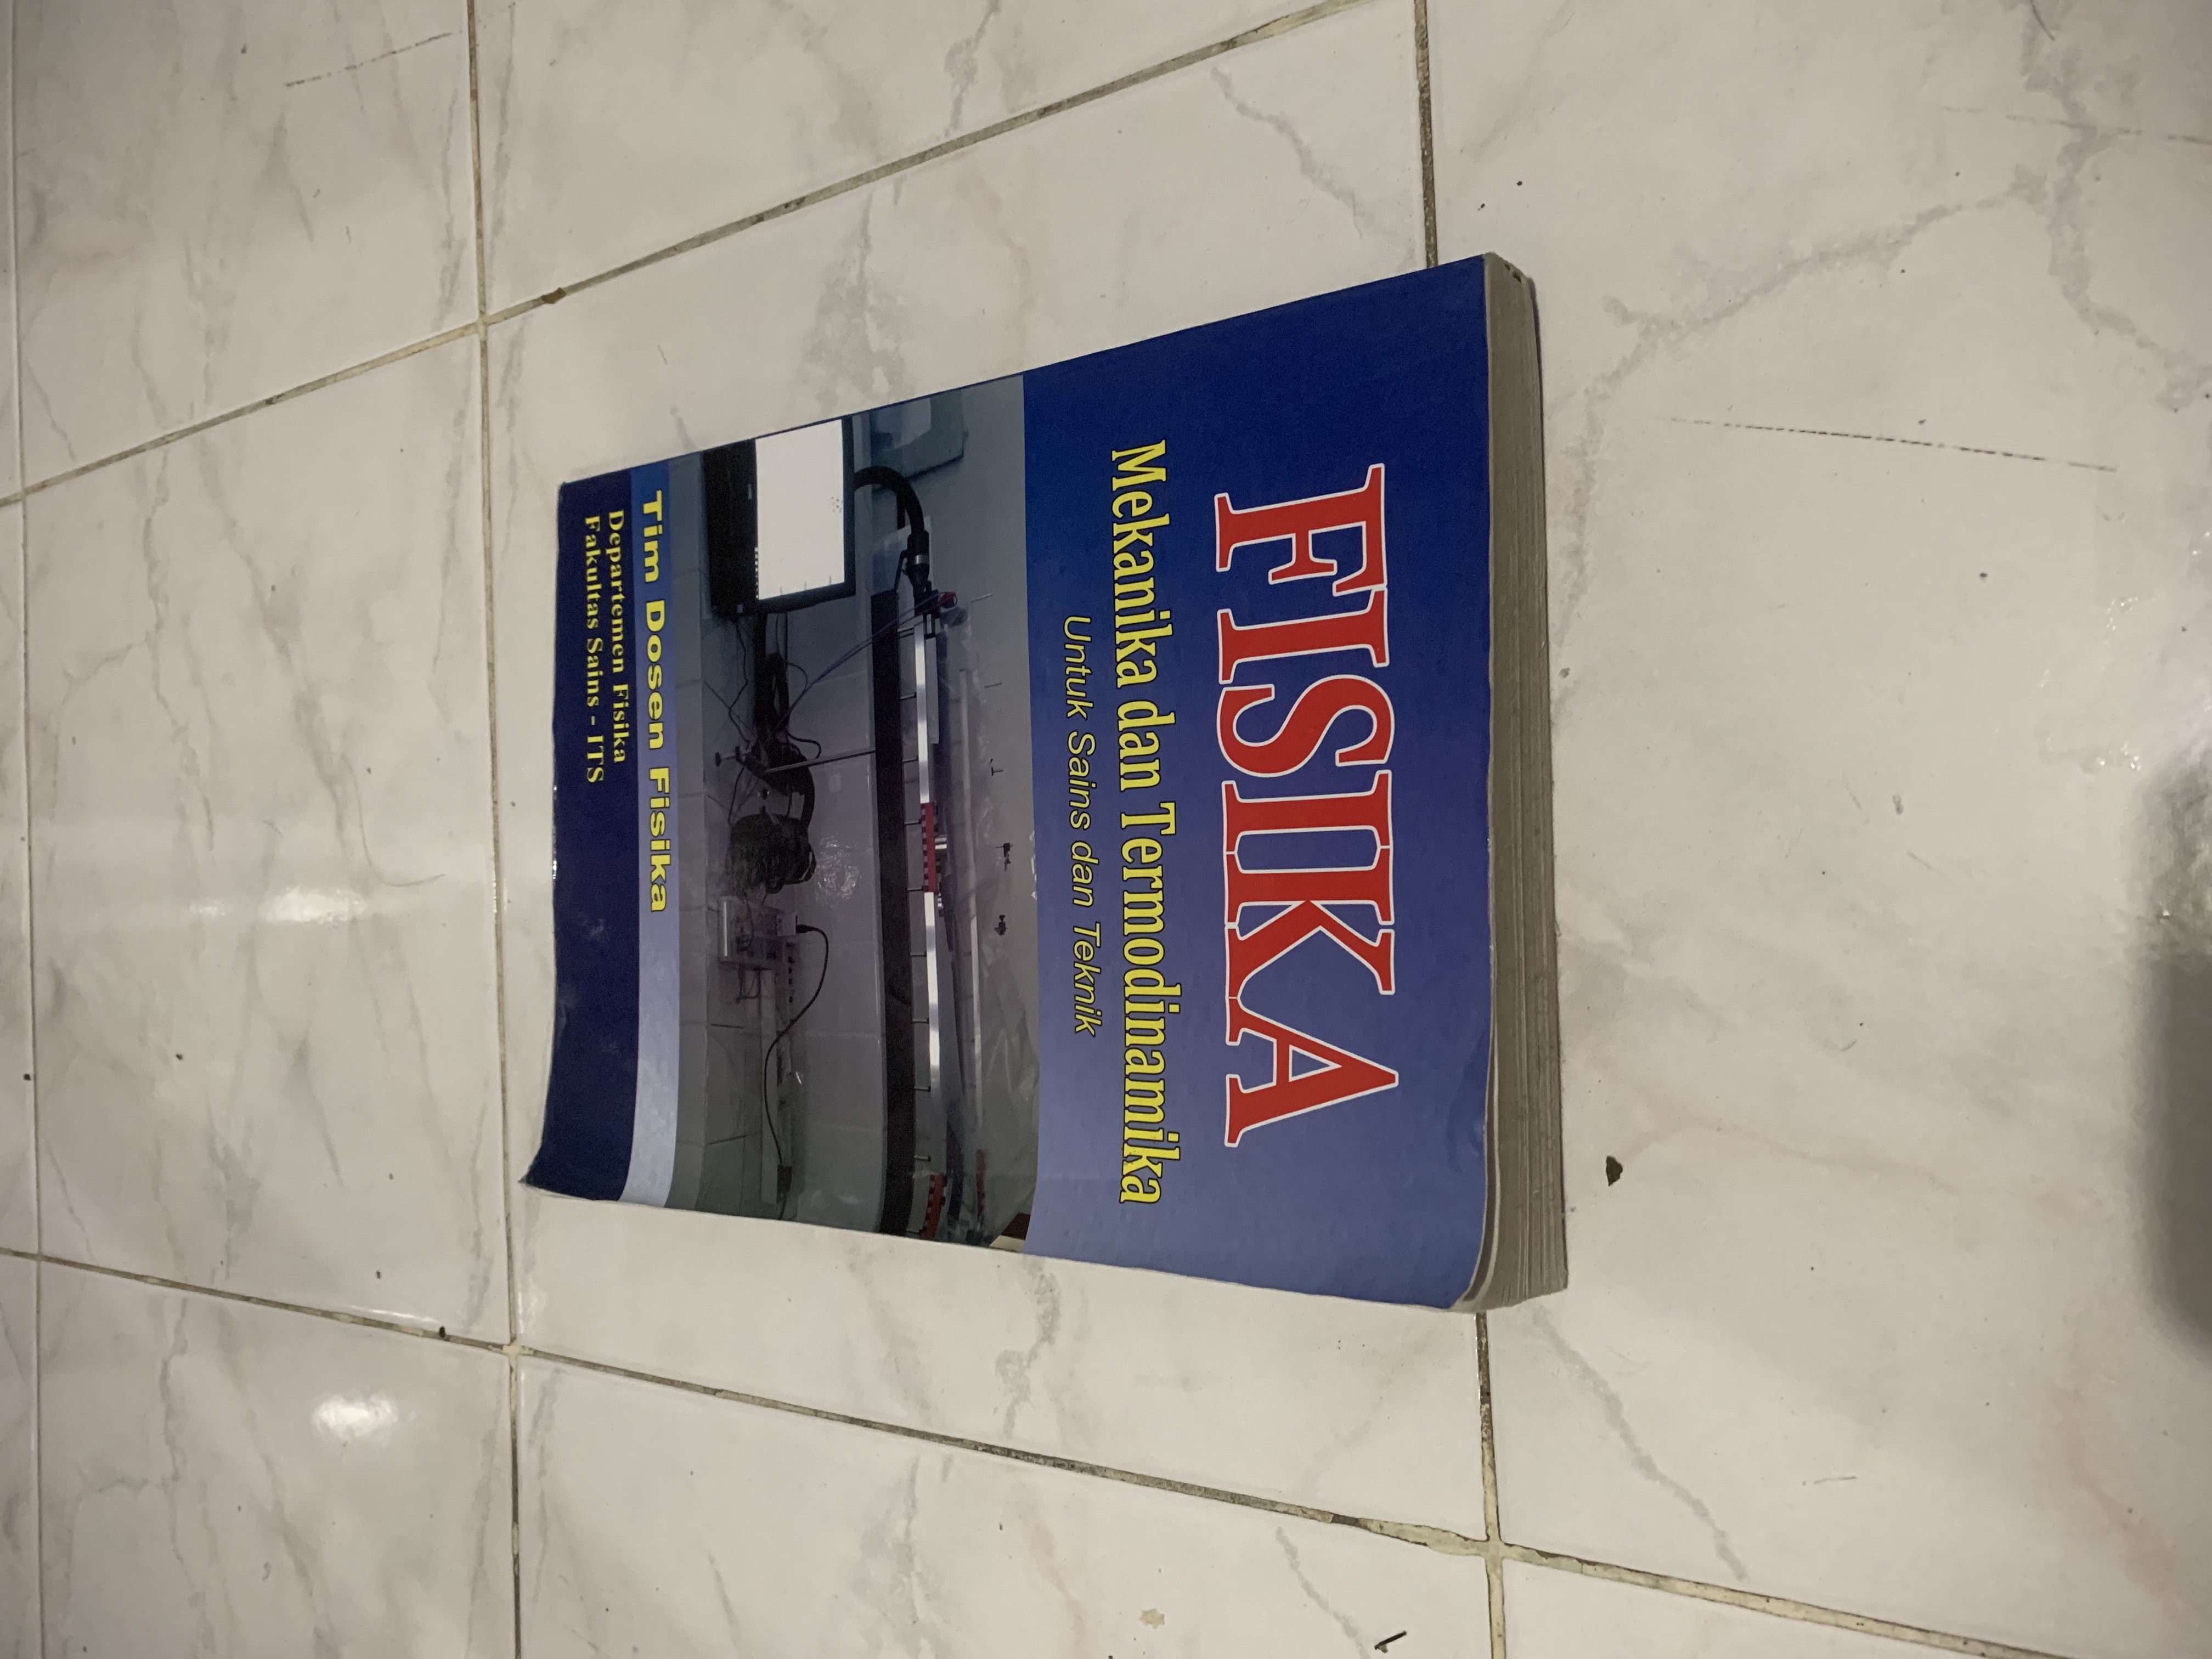 FISIKA
Mekanika dan Termodinamika
Untuk Sains dan Teknik
Tim Dosen Fisika
Departemen Fisika
Fakultas Sains - ITS